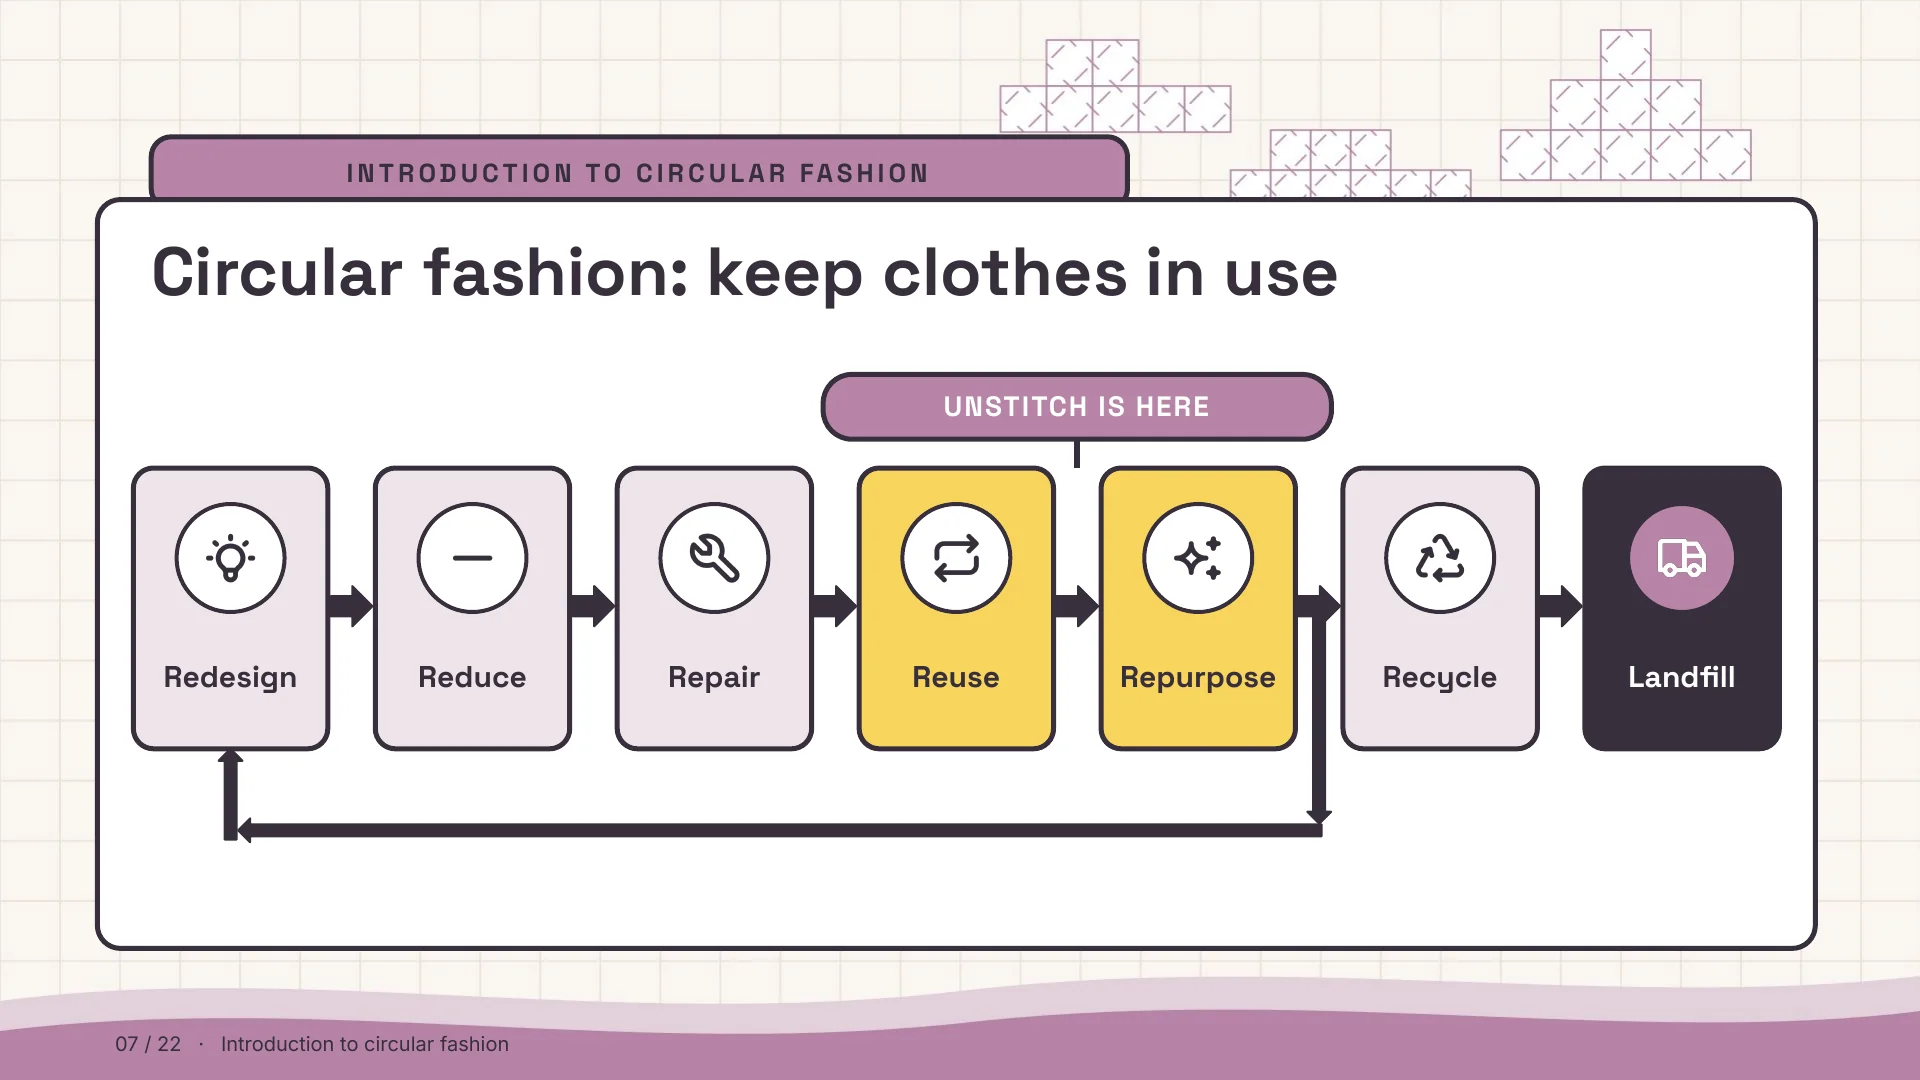 INTRODUCTION TO CIRCULAR FASHION
Circular fashion: keep clothes in use
UNSTITCH IS HERE
Redesign
Reduce
Repair
Reuse
Repurpose
Recycle
Landfill
07 / 22 · Introduction to circular fashion